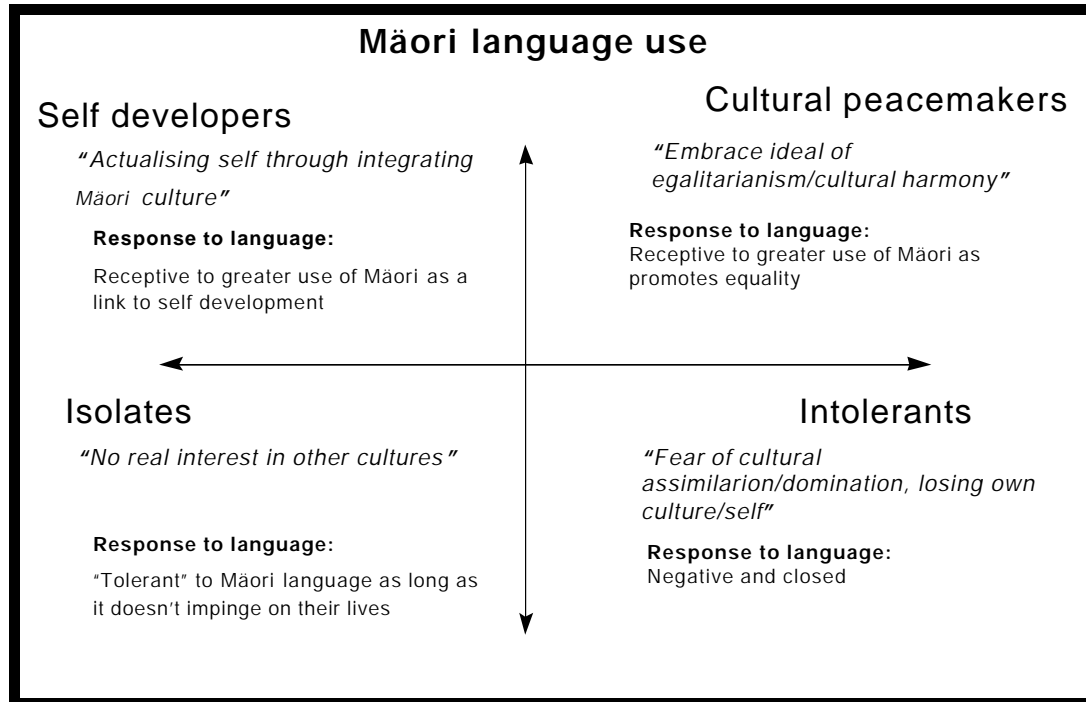 Mäori language use
Self developers
"Actualising self through integrating
Mäori culture"
Response to language:
Receptive to greater use of Mäori as a
link to self development
Cultural peacemakers
"Embrace ideal of
egalitarianism/cultural harmony"
Response to language:
Receptive to greater use of Mäori as
promotes equality
Isolates
"No real interest in other cultures"
Response to language:
"Tolerant" to Mäori language as long as
it doesn't impinge on their lives
Intolerants
"Fear of cultural
assimilarion/domination, losing own
culture/self"
Response to language:
Negative and closed